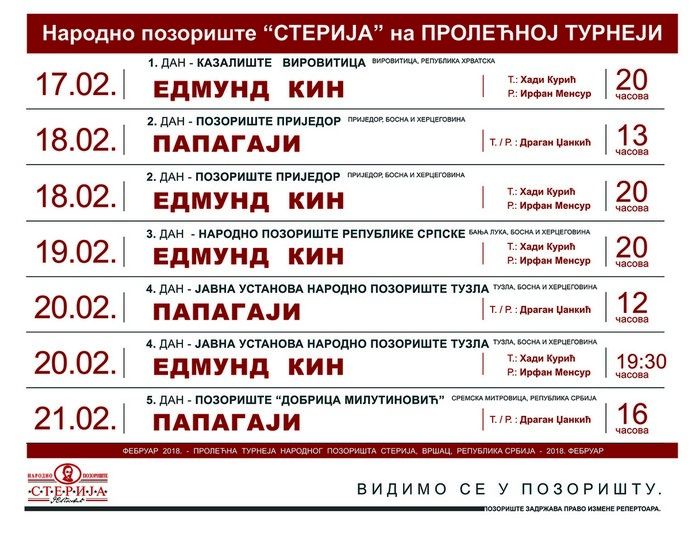 Народно позориште “СТЕРИЈА” на ПРОЛЕЋНОЈ ТУРНЕЈИ
17.02.
1. ДАН - КАЗАЛИШТЕ ВИРОВИТИЦА ВИРОВИТИЦА, РЕПУБЛИКА ХРВАТСКА
ЕДМУНД КИН
Т.: Хади Курић
Р.: Ирфан Менсур
20
часова
18.02.
2. ДАН - ПОЗОРИШТЕ ПРИЈЕДОР ПРИЈЕДОР, БОСНА И ХЕРЦЕГОВИНА
ПАПАГАЈИ
Т. / Р. : Драган Џанкић
13
часова
18.02.
2. ДАН - ПОЗОРИШТЕ ПРИЈЕДОР ПРИЈЕДОР, БОСНА И ХЕРЦЕГОВИНА
ЕДМУНД КИН
Т.: Хади Курић
Р.: Ирфан Менсур
20
часова
19.02.
3. ДАН - НАРОДНО ПОЗОРИШТЕ РЕПУБЛИКЕ СРПСКЕ БАЊА ЛУКА, БОСНА И ХЕРЦЕГОВИНА
ЕДМУНД КИН
Т.: Хади Курић
Р.: Ирфан Менсур
20
часова
20.02.
4. ДАН - ЈАВНА УСТАНОВА НАРОДНО ПОЗОРИШТЕ ТУЗЛА ТУЗЛА, БОСНА И ХЕРЦЕГОВИНА
ПАПАГАЈИ
Т. / Р. : Драган Џанкић
12
часова
20.02.
4. ДАН - ЈАВНА УСТАНОВА НАРОДНО ПОЗОРИШТЕ ТУЗЛА ТУЗЛА, БОСНА И ХЕРЦЕГОВИНА
ЕДМУНД КИН
Т.: Хади Курић
Р.: Ирфан Менсур
19:30
часова
21.02.
5. ДАН - ПОЗОРИШТЕ “ДОБРИЦА МИЛУТИНОВИЋ” СРЕМСКА МИТРОВИЦА, РЕПУБЛИКА СРБИЈА
ПАПАГАЈИ
Т. / Р. : Драган Џанкић
16
часова
ФЕБРУАР 2018. - ПРОЛЕЋНА ТУРНЕЈА НАРОДНОГ ПОЗОРИШТА СТЕРИЈА, ВРШАЦ, РЕПУБЛИКА СРБИЈА - 2018. ФЕБРУАР
НАРОДНО ПОЗОРИШТЕ
СТЕРИЈА
ВИДИМО СЕ У ПОЗОРИШТУ.
ПОЗОРИШТЕ ЗАДРЖАВА ПРАВО ИЗМЕНЕ РЕПЕРТОАРА.